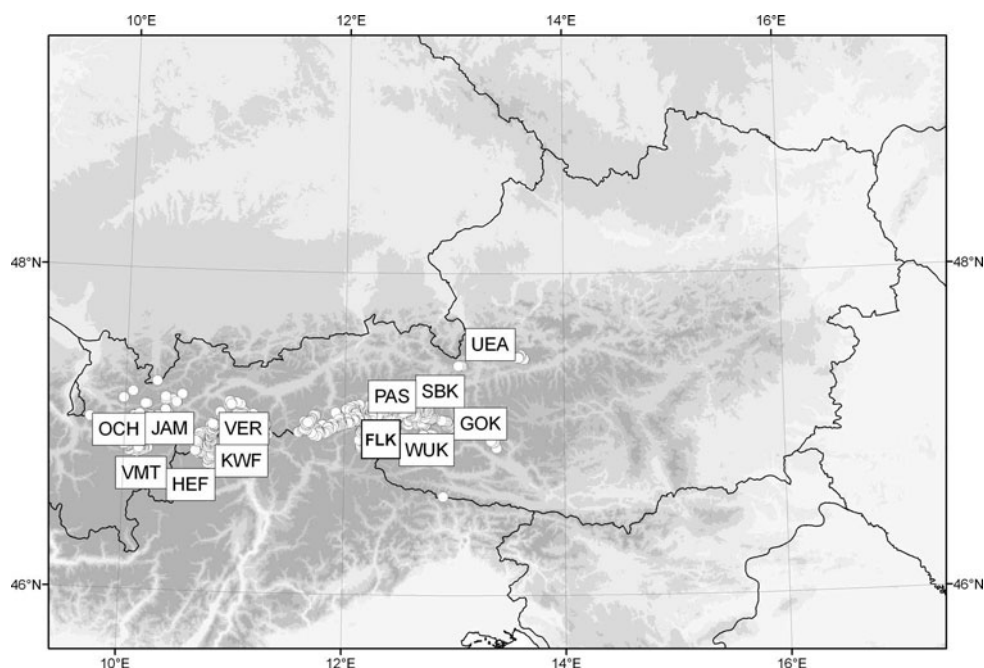 10°E 12°E 14°E 16°E
48°N 48°N
UEA
PAS SBK
OCH JAM VER GOK
FLK WUK
VMT KWF
HEF
46°N 46°N
10°E 12°E 14°E 16°E